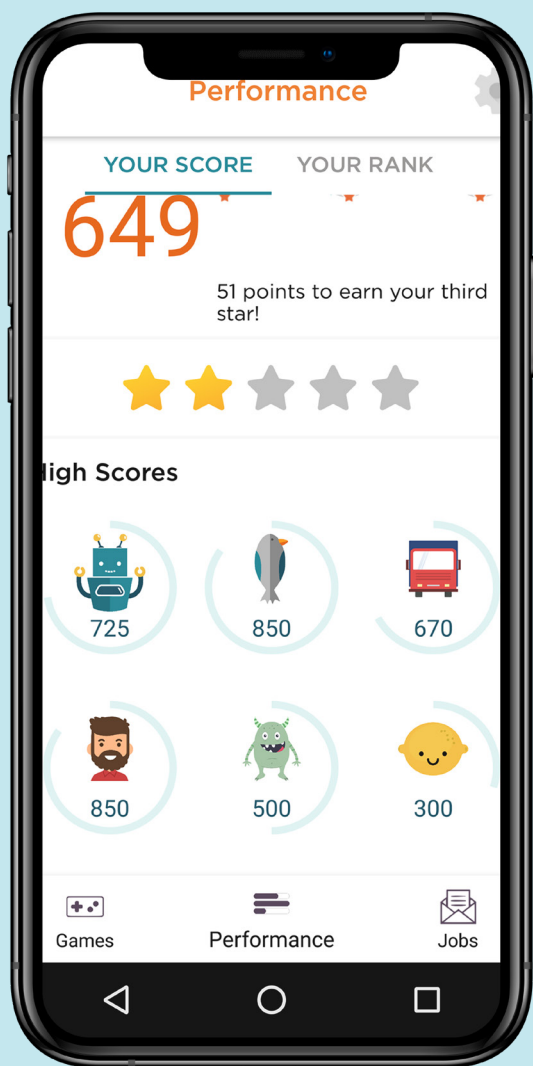 Performance
YOUR SCORE YOUR RANK
649
51 points to earn your third
star!
High Scores
725 850 670
850 500 300
Games Performance Jobs